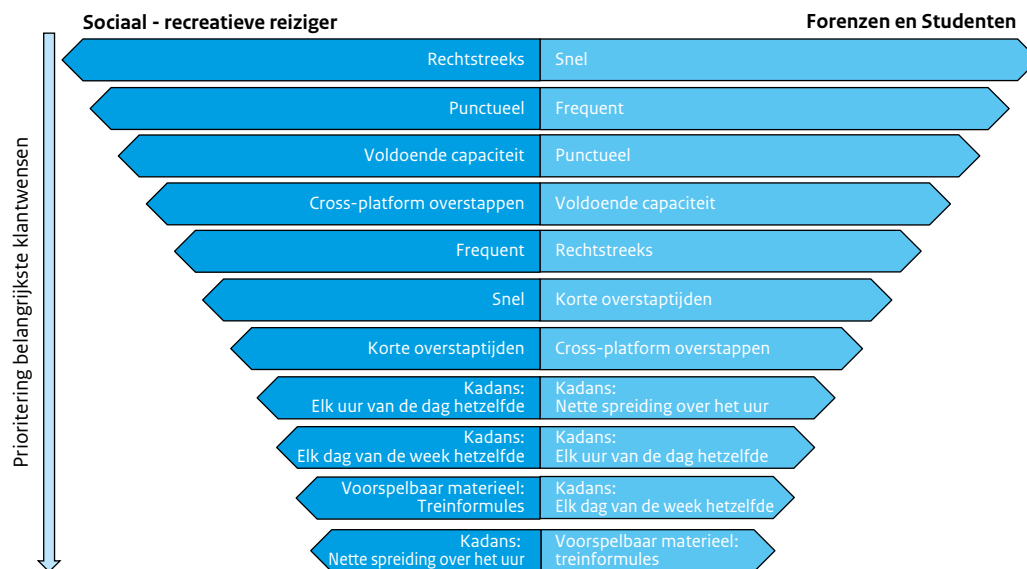 Sociaal - recreatieve reiziger
Forenzen en Studenten
Prioritering belangrijkste klantwensen
Rechtstreeks
Snel
Punctueel
Frequent
Voldoende capaciteit
Punctueel
Cross-platform overstappen
Voldoende capaciteit
Frequent
Rechtstreeks
Snel
Korte overstaptijden
Korte overstaptijden
Cross-platform overstappen
Kadans:
Elk uur van de dag hetzelfde
Kadans:
Nette spreiding over het uur
Kadans:
Elk dag van de week hetzelfde
Kadans:
Elk uur van de dag hetzelfde
Voorspelbaar materieel:
Treinformules
Kadans:
Elk dag van de week hetzelfde
Kadans:
Nette spreiding over het uur
Voorspelbaar materieel:
treinformules